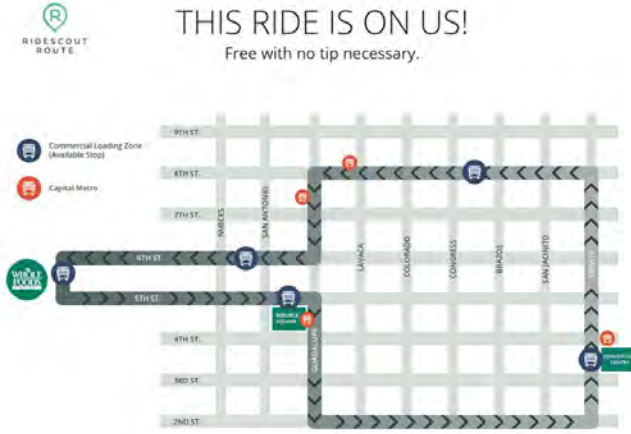 RIDESCOUT
ROUTE
THIS RIDE IS ON US!
Free with no tip necessary.
Commercial Loading Zone
(Available Stop)
Capital Metro
9TH ST.
8TH ST.
7TH ST.
NUECES
SAN ANTONIO
LAVACA
COLORADO
CONGRESS
BRAZOS
SAN JACINTO
TRINITY
6TH ST.
WHOLE
FOODS
5TH ST.
REPUBLIC
SQUARE
GUADALUPE
4TH ST.
3RD ST.
2ND ST.